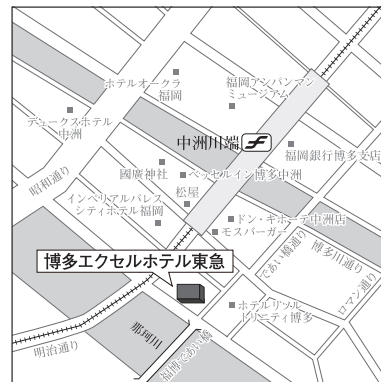 ホテルオークラ
福岡
福岡アンパンマン
ミュージアム
デュークスホテル
中洲
中洲川端
福岡銀行博多支店
國廣神社
ベッセルイン博多中洲
昭和通り
松屋
インペリアルパレス
シティホテル福岡
ドン・キホーテ中洲店
モスバーガー
であい橋通り
博多川通り
ロマン通り
博多エクセルホテル東急
ホテルリソル
トリニティ博多
那珂川
明治通り
福博であい橋